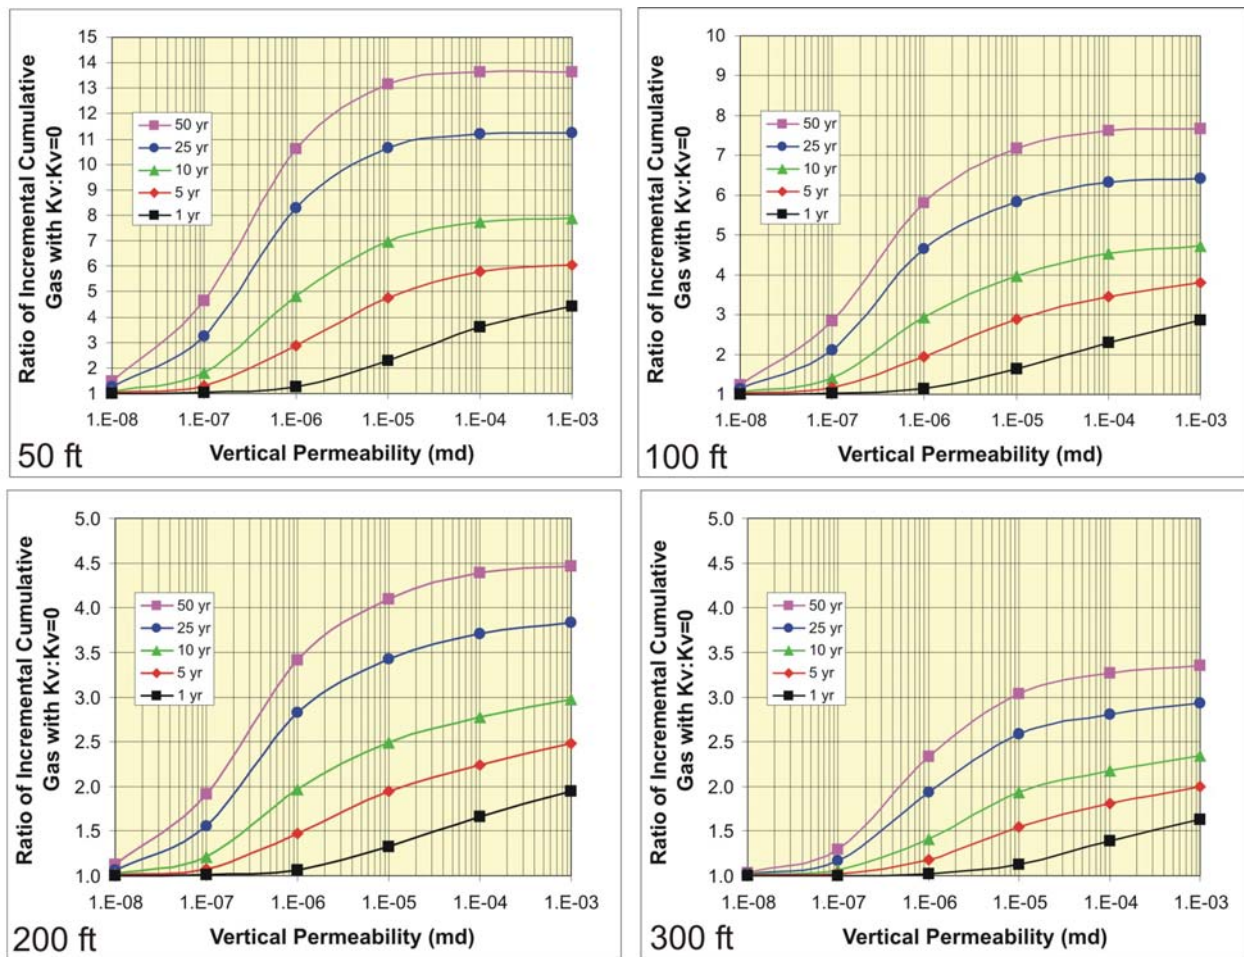 Ratio of Incremental Cumulative
Gas with Kv:Kv=0
15
14
13
12
11
10
9
8
7
6
5
4
3
2
1
50 yr
25 yr
10 yr
5 yr
1 yr
1.E-08 1.E-07 1.E-06 1.E-05 1.E-04 1.E-03
Vertical Permeability (md)
50 ft
Ratio of Incremental Cumulative
Gas with Kv:Kv=0
10
9
8
7
6
5
4
3
2
1
50 yr
25 yr
10 yr
5 yr
1 yr
1.E-08 1.E-07 1.E-06 1.E-05 1.E-04 1.E-03
Vertical Permeability (md)
100 ft
Ratio of Incremental Cumulative
Gas with Kv:Kv=0
5.0
4.5
4.0
3.5
3.0
2.5
2.0
1.5
1.0
50 yr
25 yr
10 yr
5 yr
1 yr
1.E-08 1.E-07 1.E-06 1.E-05 1.E-04 1.E-03
Vertical Permeability (md)
200 ft
Ratio of Incremental Cumulative
Gas with Kv:Kv=0
5.0
4.5
4.0
3.5
3.0
2.5
2.0
1.5
1.0
50 yr
25 yr
10 yr
5 yr
1 yr
1.E-08 1.E-07 1.E-06 1.E-05 1.E-04 1.E-03
Vertical Permeability (md)
300 ft